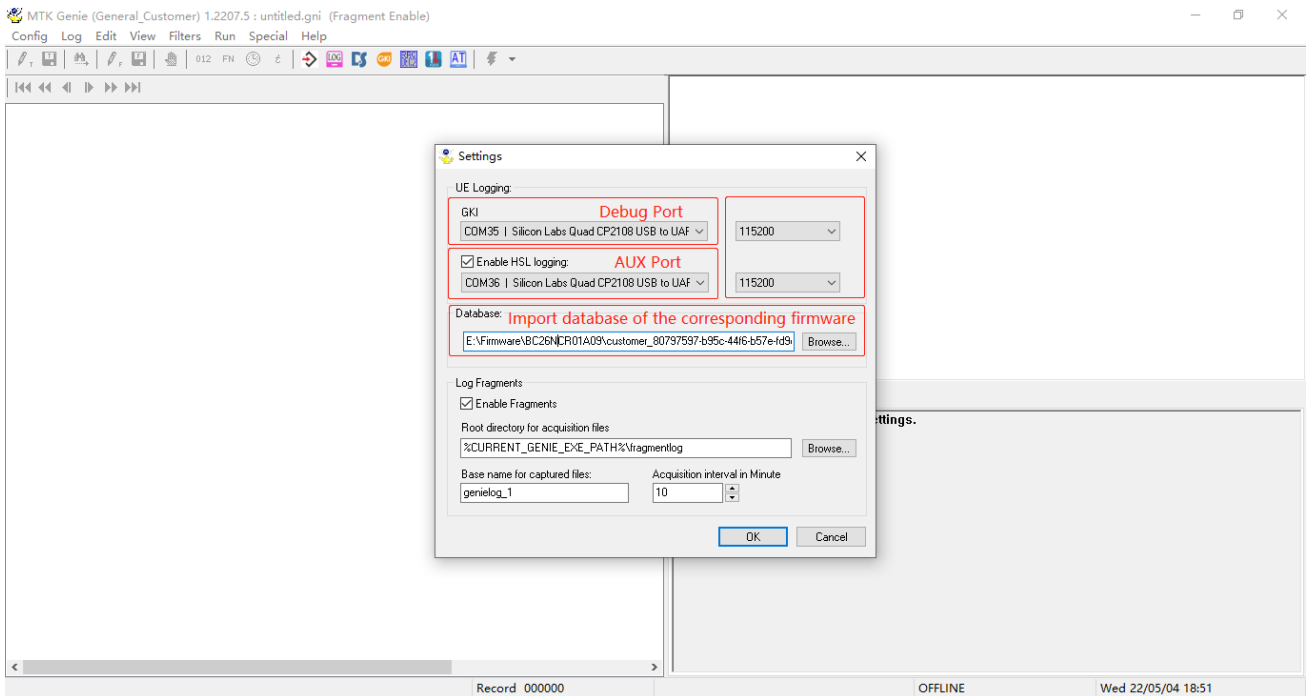 MTK Genie (General_Customer) 1.2207.5 : untitled.gni (Fragment Enable)
Config Log Edit View Filters Run Special Help
012 FN LOG GKI AT
Settings
UE Logging:
GKI Debug Port
COM35 | Silicon Labs Quad CP2108 USB to UAF 115200
Enable HSL logging: AUX Port
COM36 | Silicon Labs Quad CP2108 USB to UAF 115200
Database: Import database of the corresponding firmware
E:\Firmware\BC26NCR01A09\customer_80797597-b95c-44f6-b57e-fd9 Browse...
Log Fragments
Enable Fragments
ettings.
Root directory for acquisition files
%CURRENT_GENIE_EXE_PATH%\fragmentlog Browse...
Base name for captured files: Acquisition interval in Minute
genielog_1 10
OK Cancel
Record 000000 OFFLINE Wed 22/05/04 18:51